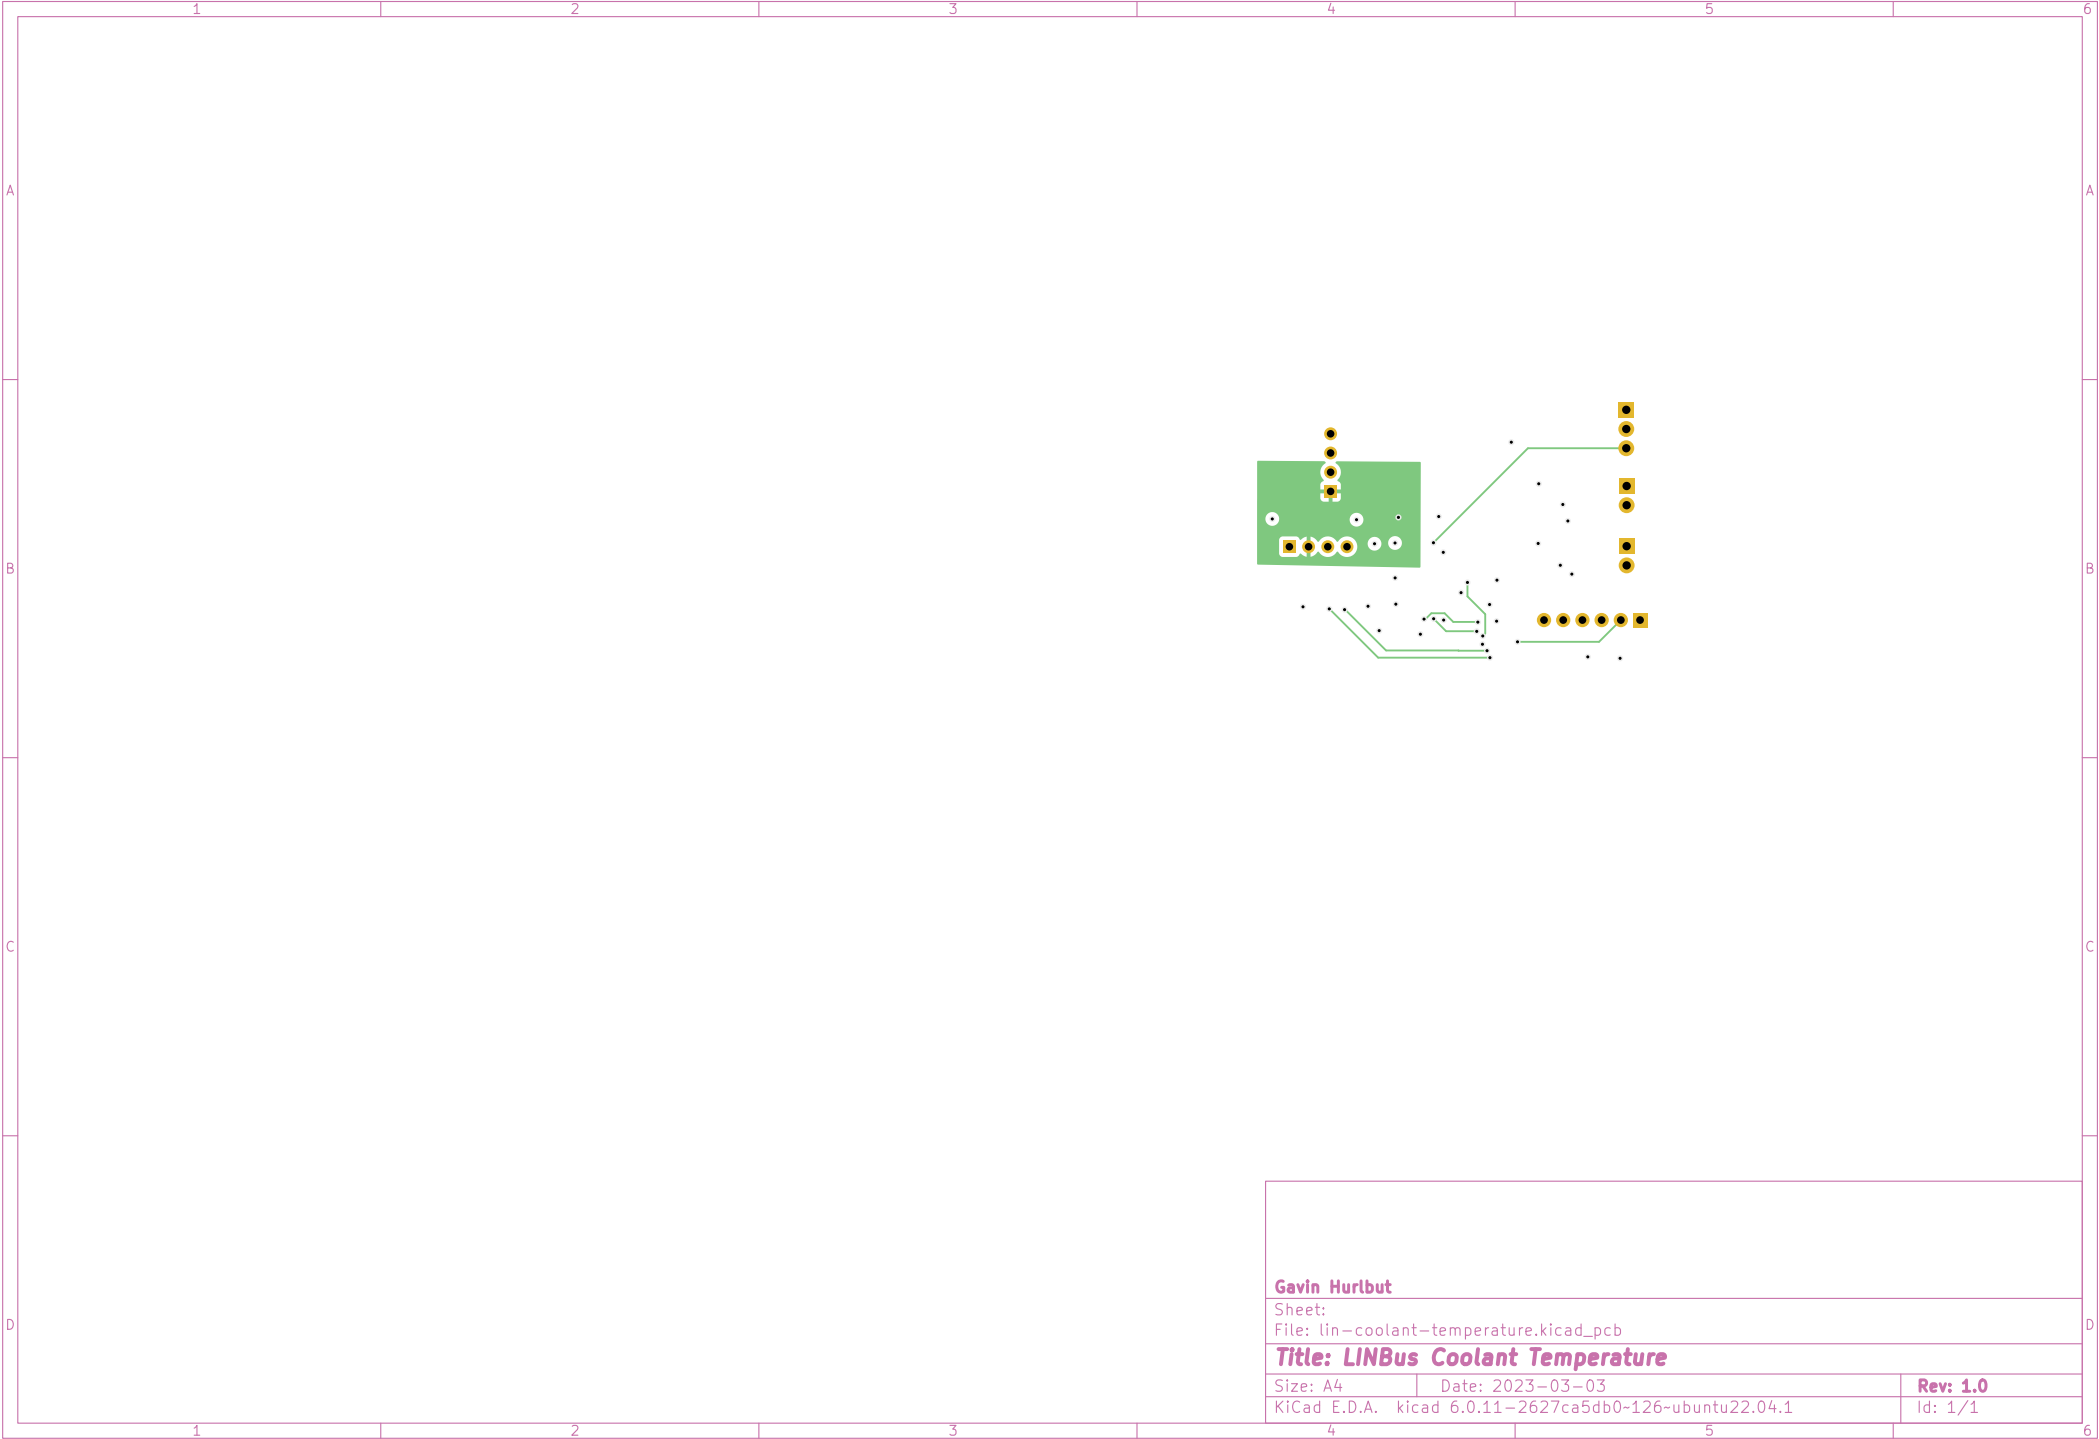 1 2 3 4 5 6
A A
B B
C C
Gavin Hurlbut
Sheet:
File: lin-coolant-temperature.kicad_pcb
D D
Title: LINBus Coolant Temperature
Size: A4 Date: 2023-03-03 Rev: 1.0
KiCad E.D.A. kicad 6.0.11-2627ca5db0~126~ubuntu22.04.1 Id: 1/1
1 2 3 4 5 6